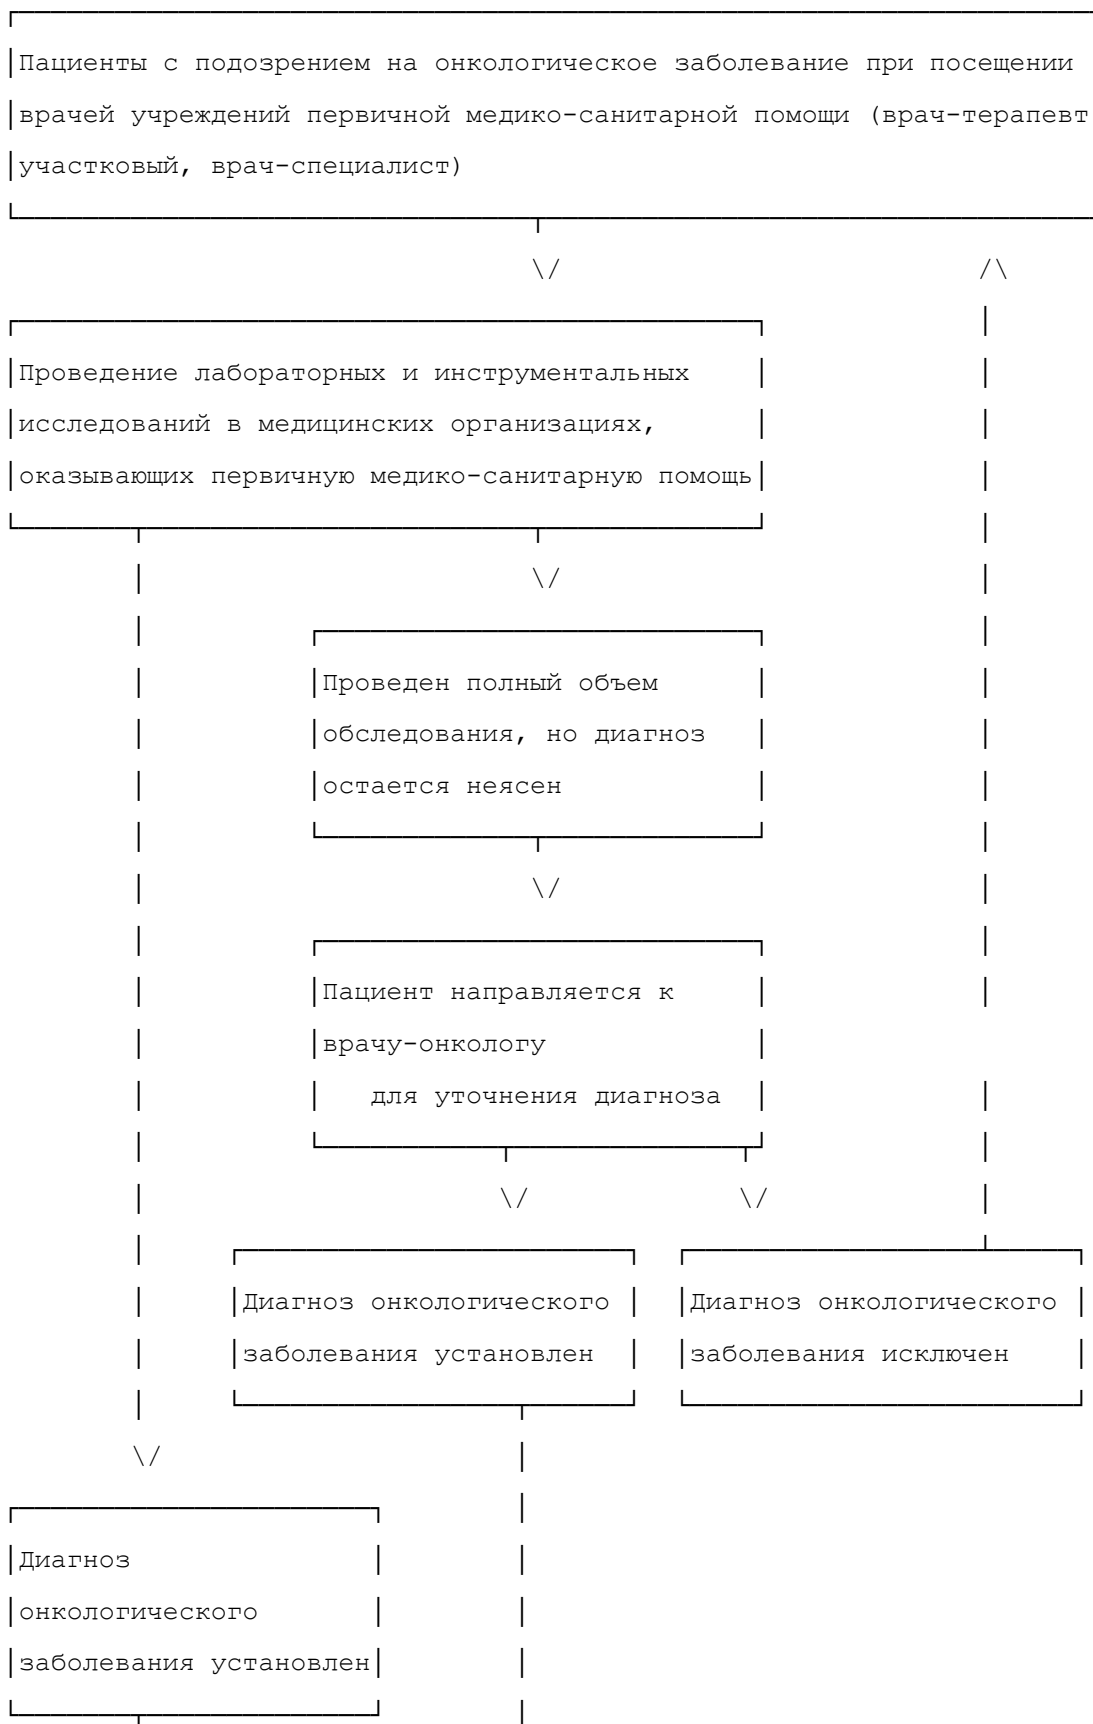 Пациенты с подозрением на онкологическое заболевание при посещении
врачей учреждений первичной медико-санитарной помощи (врач-терапевт
участковый, врач-специалист)
Проведение лабораторных и инструментальных
исследований в медицинских организациях,
оказывающих первичную медико-санитарную помощь
Проведен полный объем
обследования, но диагноз
остается неясен
Пациент направляется к
врачу-онкологу
для уточнения диагноза
Диагноз онкологического
заболевания установлен
Диагноз онкологического
заболевания исключен
Диагноз
онкологического
заболевания установлен